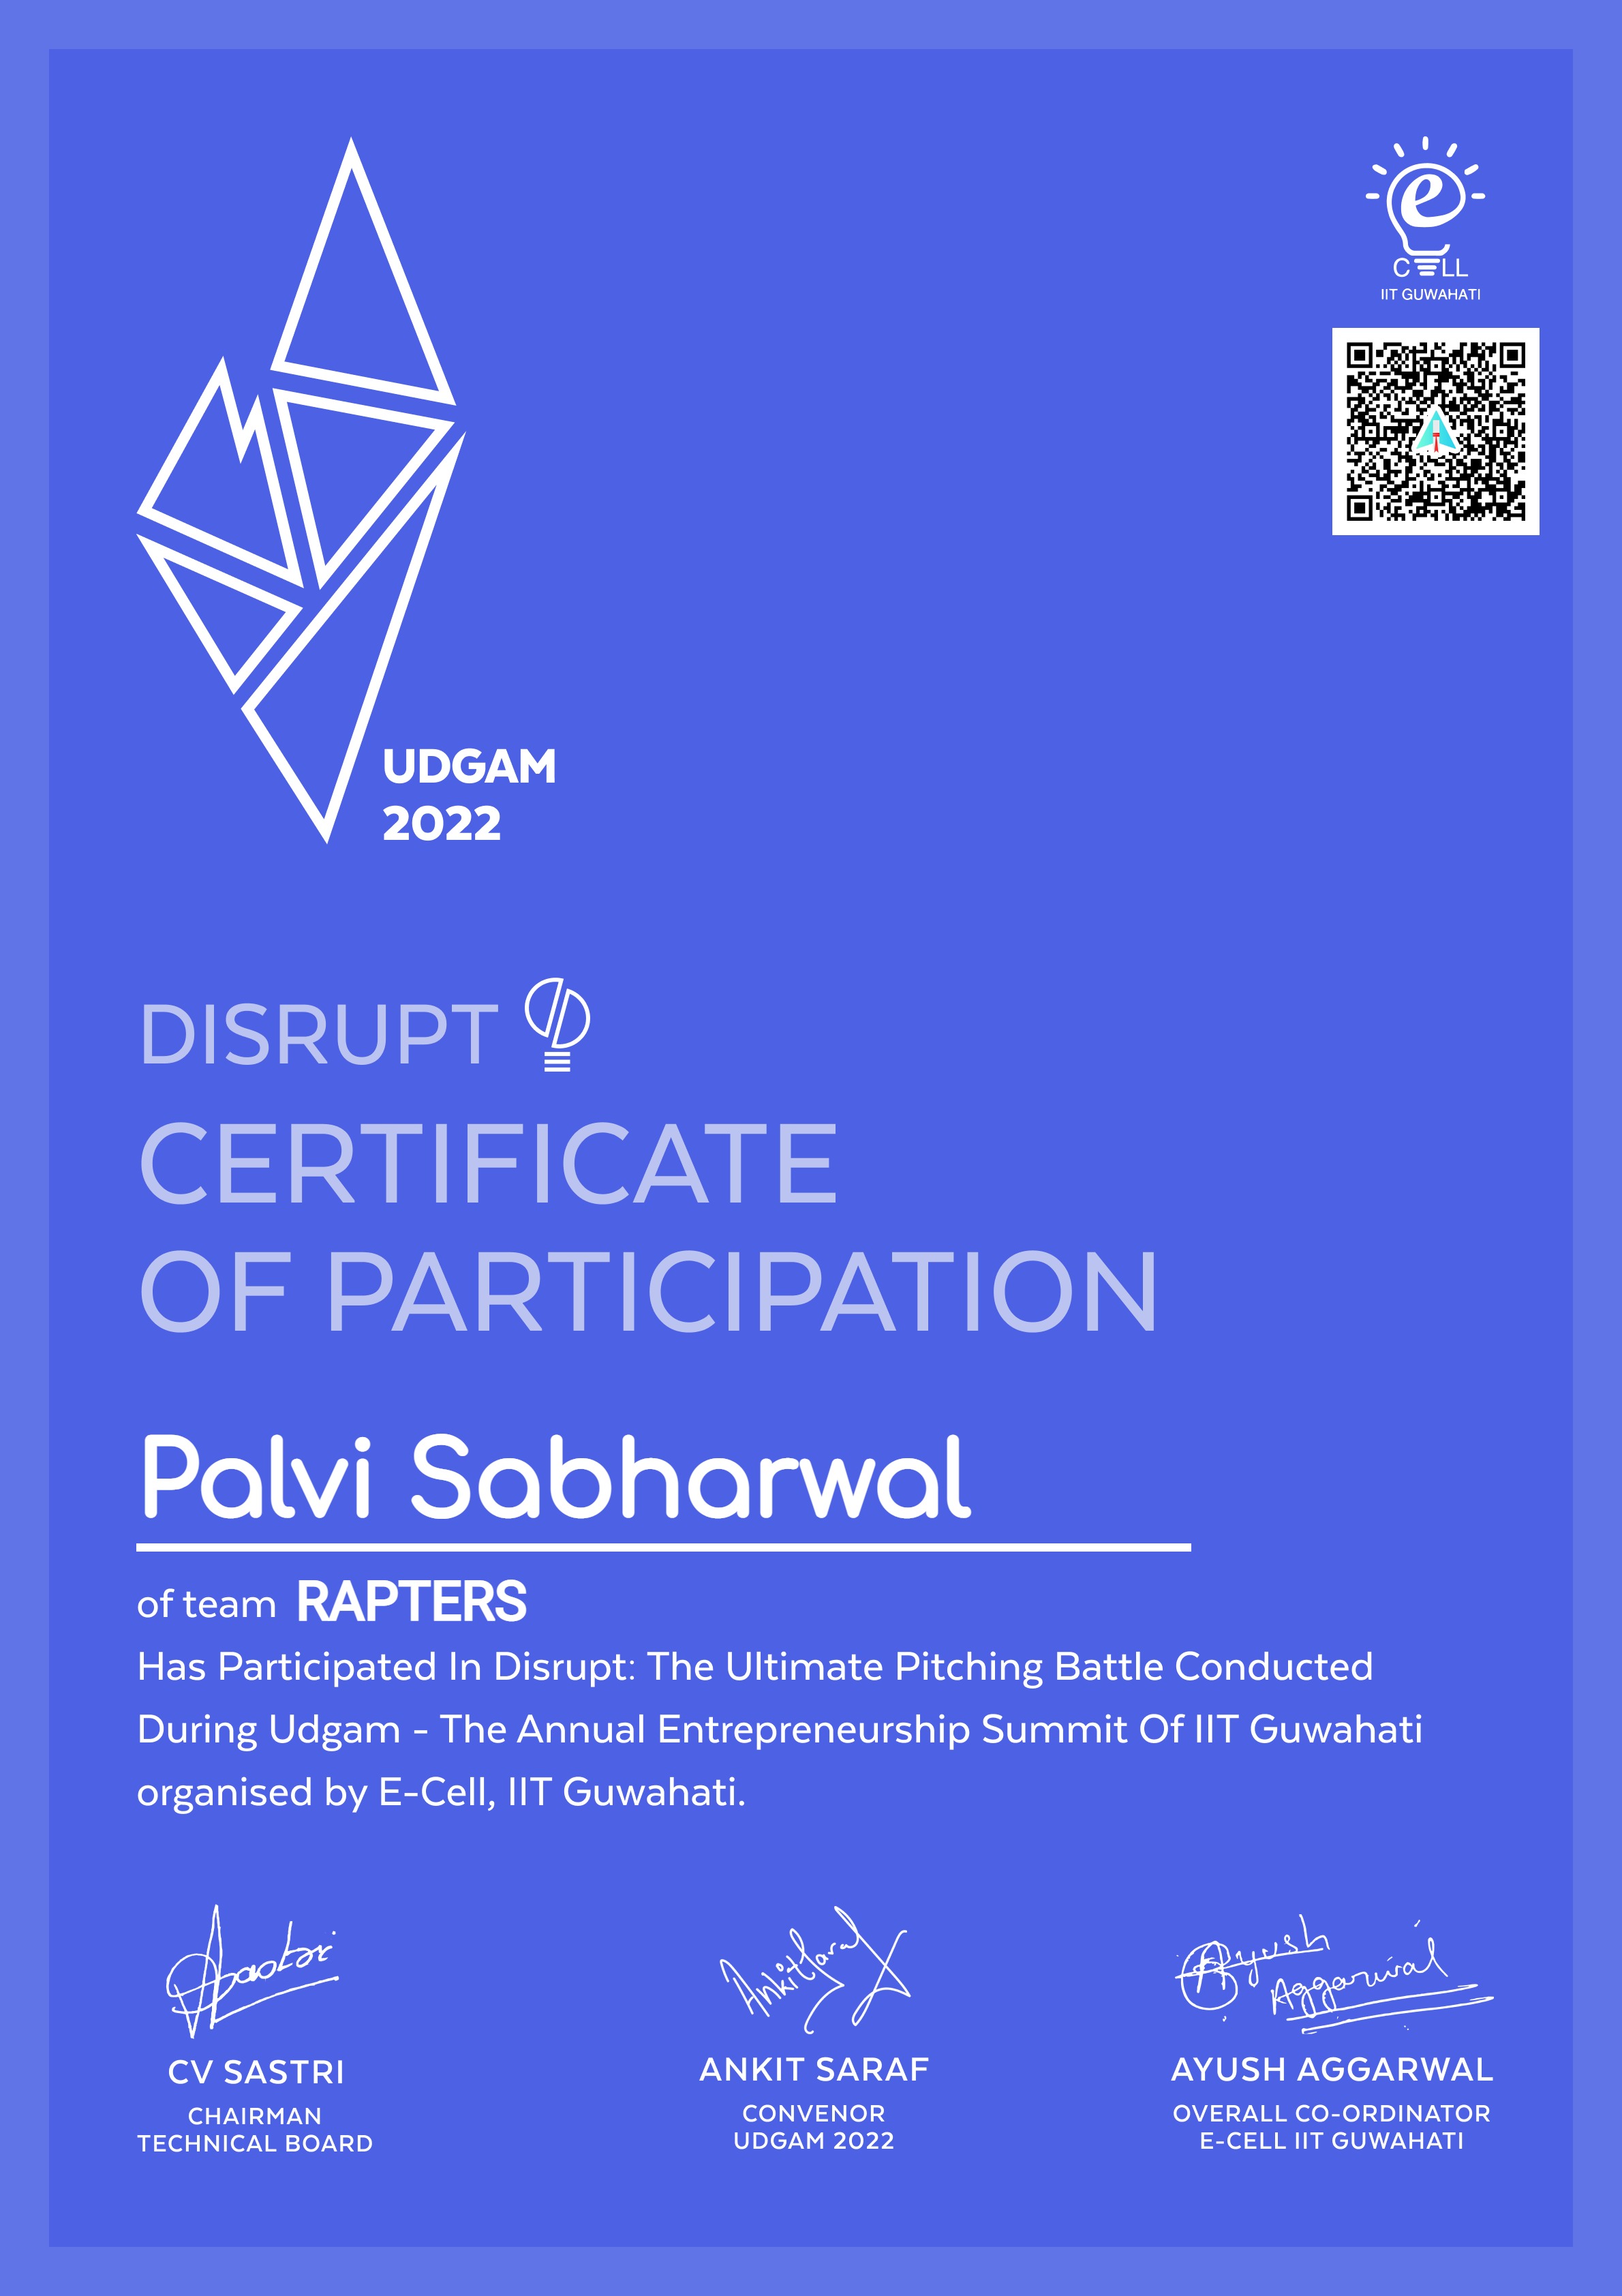 e
CELL
IIT GUWAHATI
UDGAM
2022
DISRUPT
CERTIFICATE
OF PARTICIPATION
Palvi Sabharwal
of team RAPTERS
Has Participated In Disrupt: The Ultimate Pitching Battle Conducted
During Udgam - The Annual Entrepreneurship Summit Of IIT Guwahati
organised by E-Cell, IIT Guwahati.
Sastri
Ankit Saraf
Ayush
Aggarwal
CV SASTRI
ANKIT SARAF
AYUSH AGGARWAL
CHAIRMAN
TECHNICAL BOARD
CONVENOR
UDGAM 2022
OVERALL CO-ORDINATOR
E-CELL IIT GUWAHATI